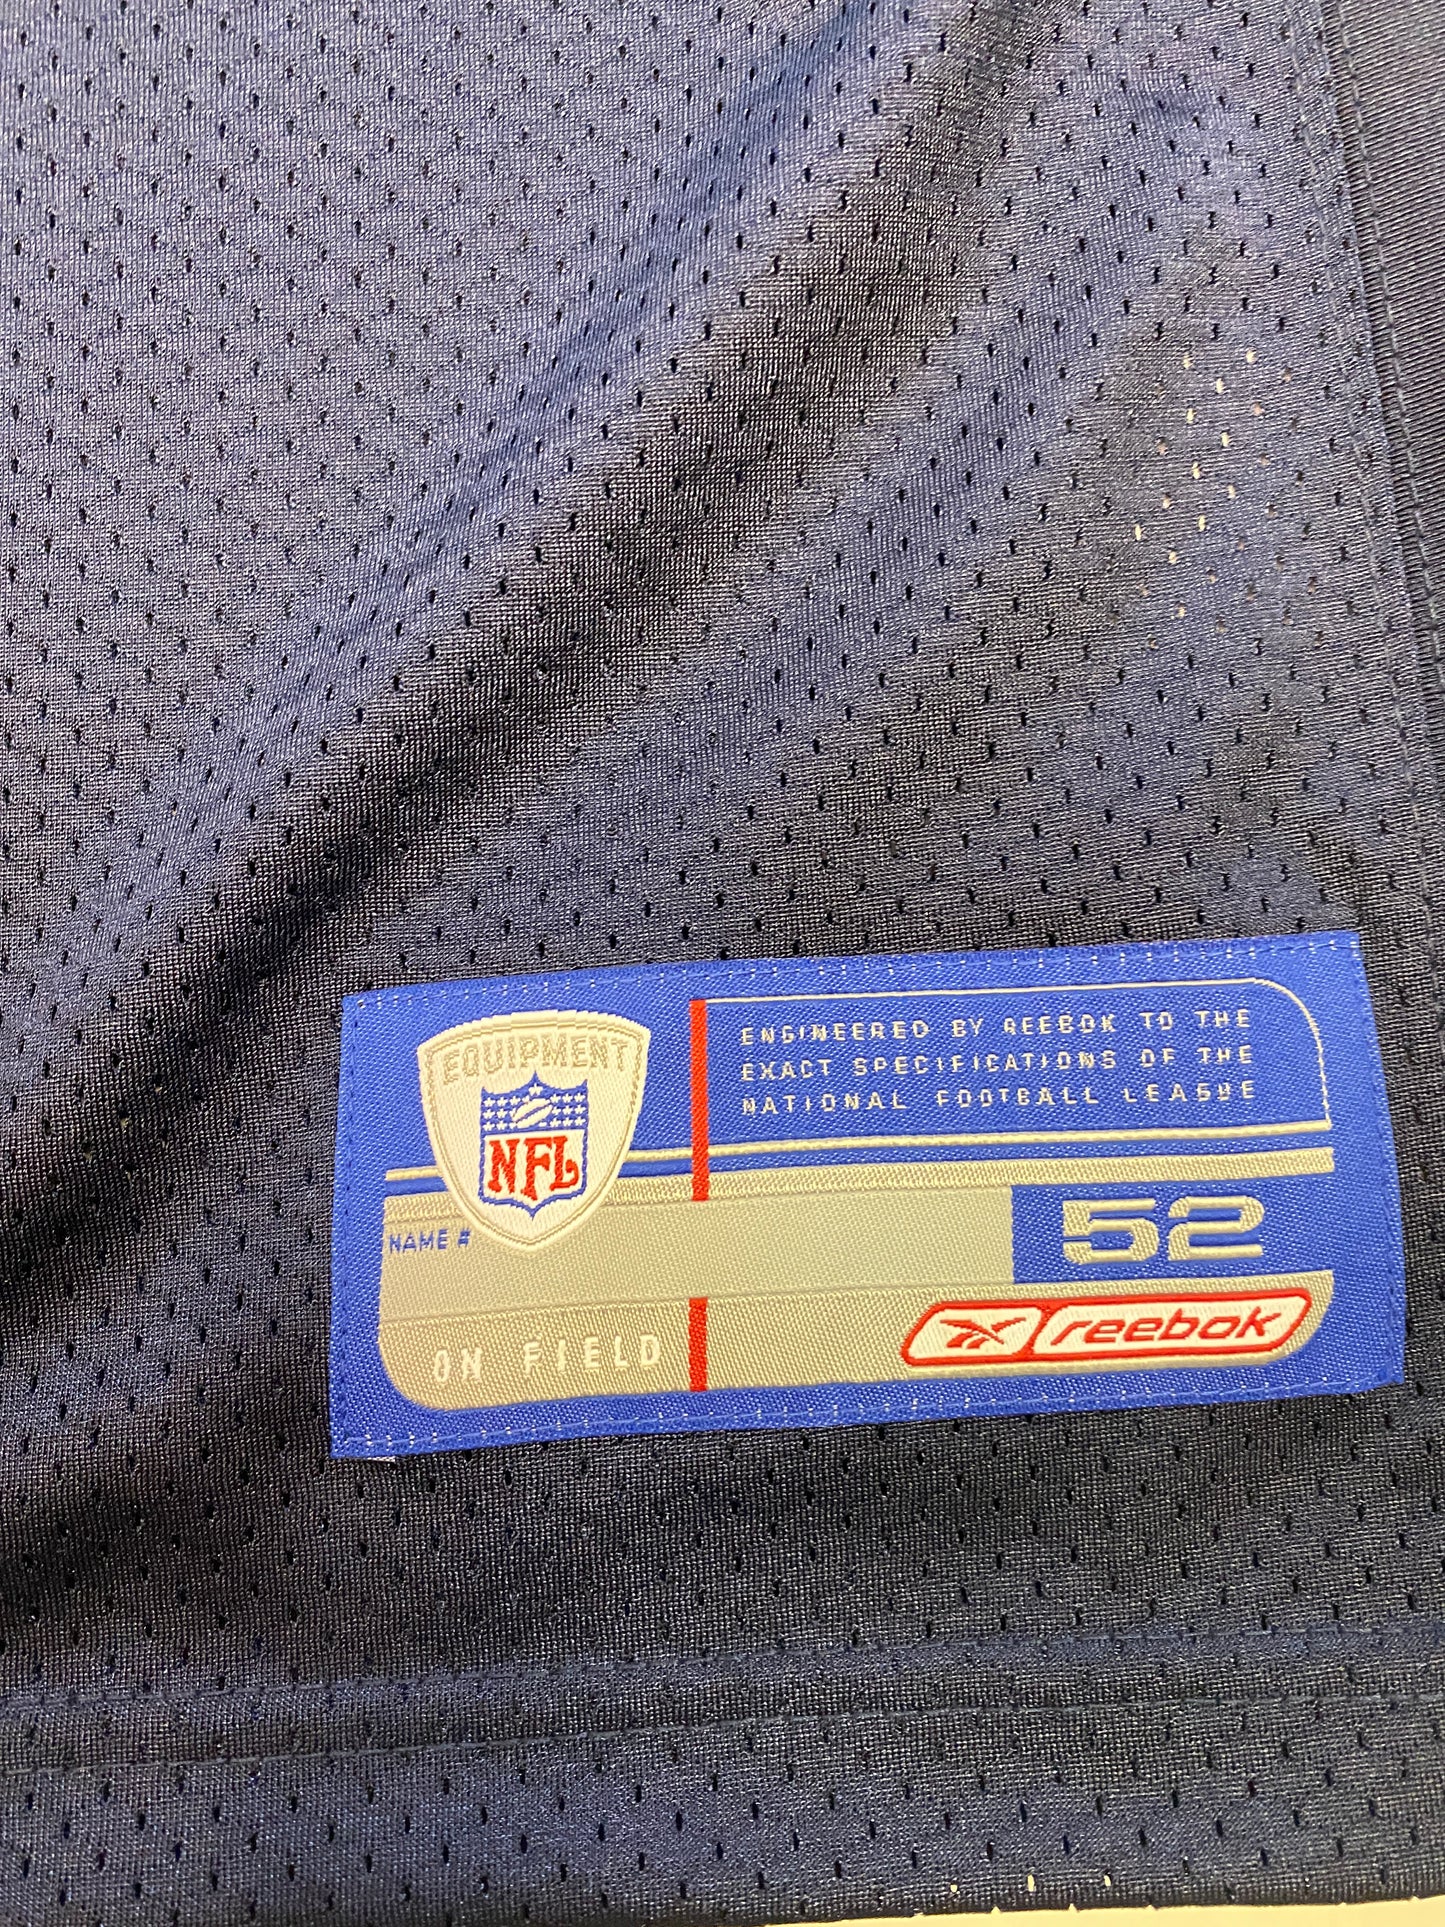 EQUIPMENT
NFL
ENGINEERED BY REEBOK TO THE
EXACT SPECIFICATIONS OF THE
NATIONAL FOOTBALL LEAGUE
NAME #
52
ON FIELD
Reebok